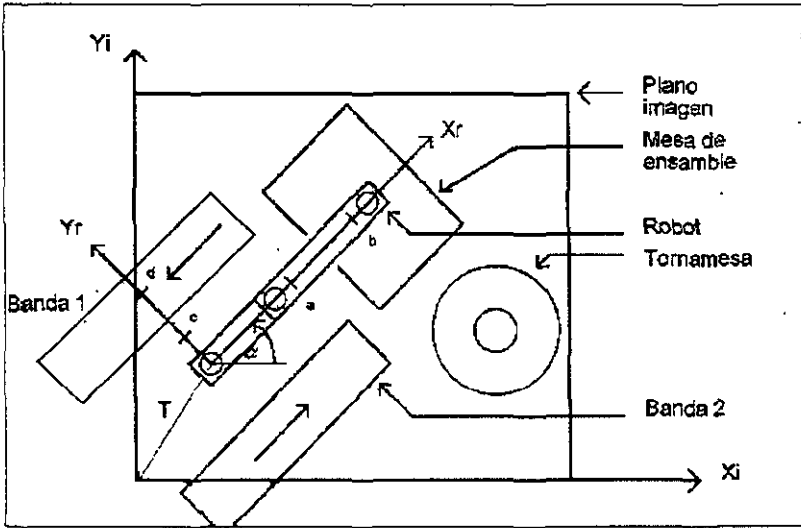 Yi
Plano
imagen
Xr
Mesa de
ensamble
Yr
Robot
b
d
Tornamesa
Banda 1
c
a
α
T
Banda 2
Xi